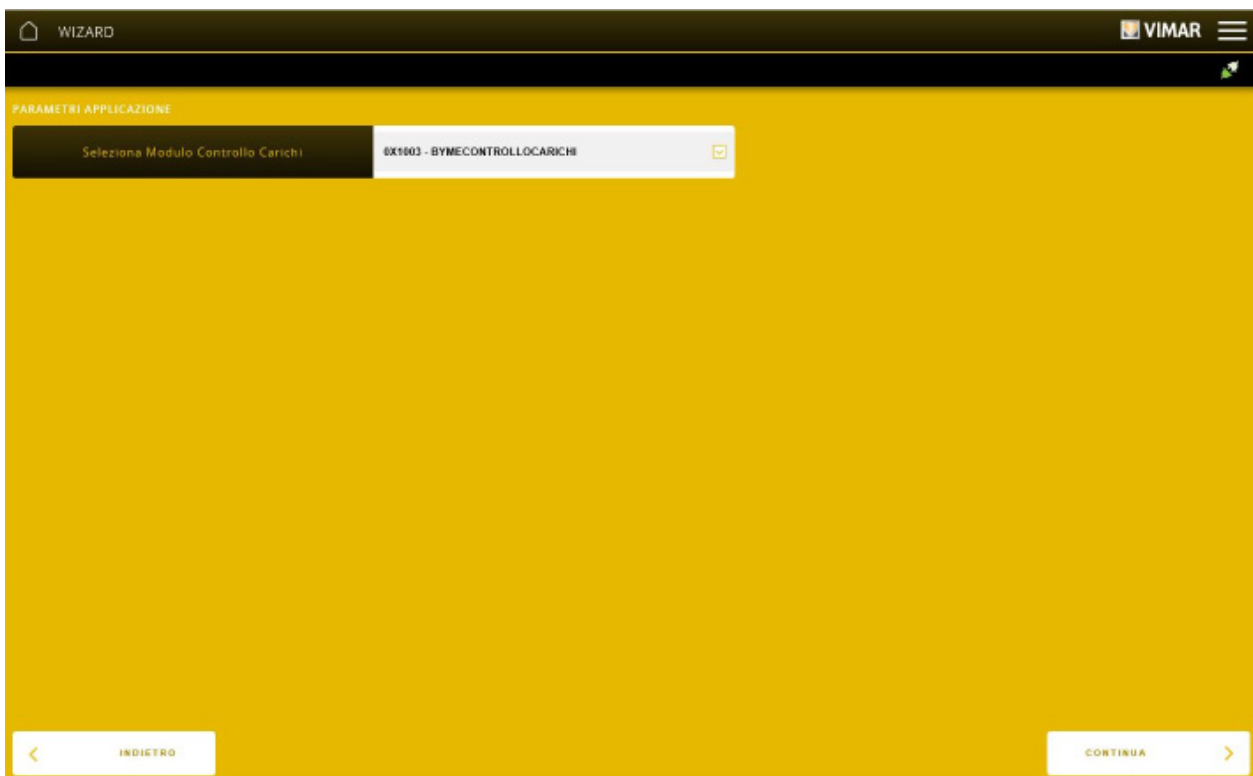 WIZARD
VIMAR
PARAMETRI APPLICAZIONE
Seleziona Modulo Controllo Carichi
0X1003 - BYMECONTROLLOCARICHI
INDIETRO
CONTINUA